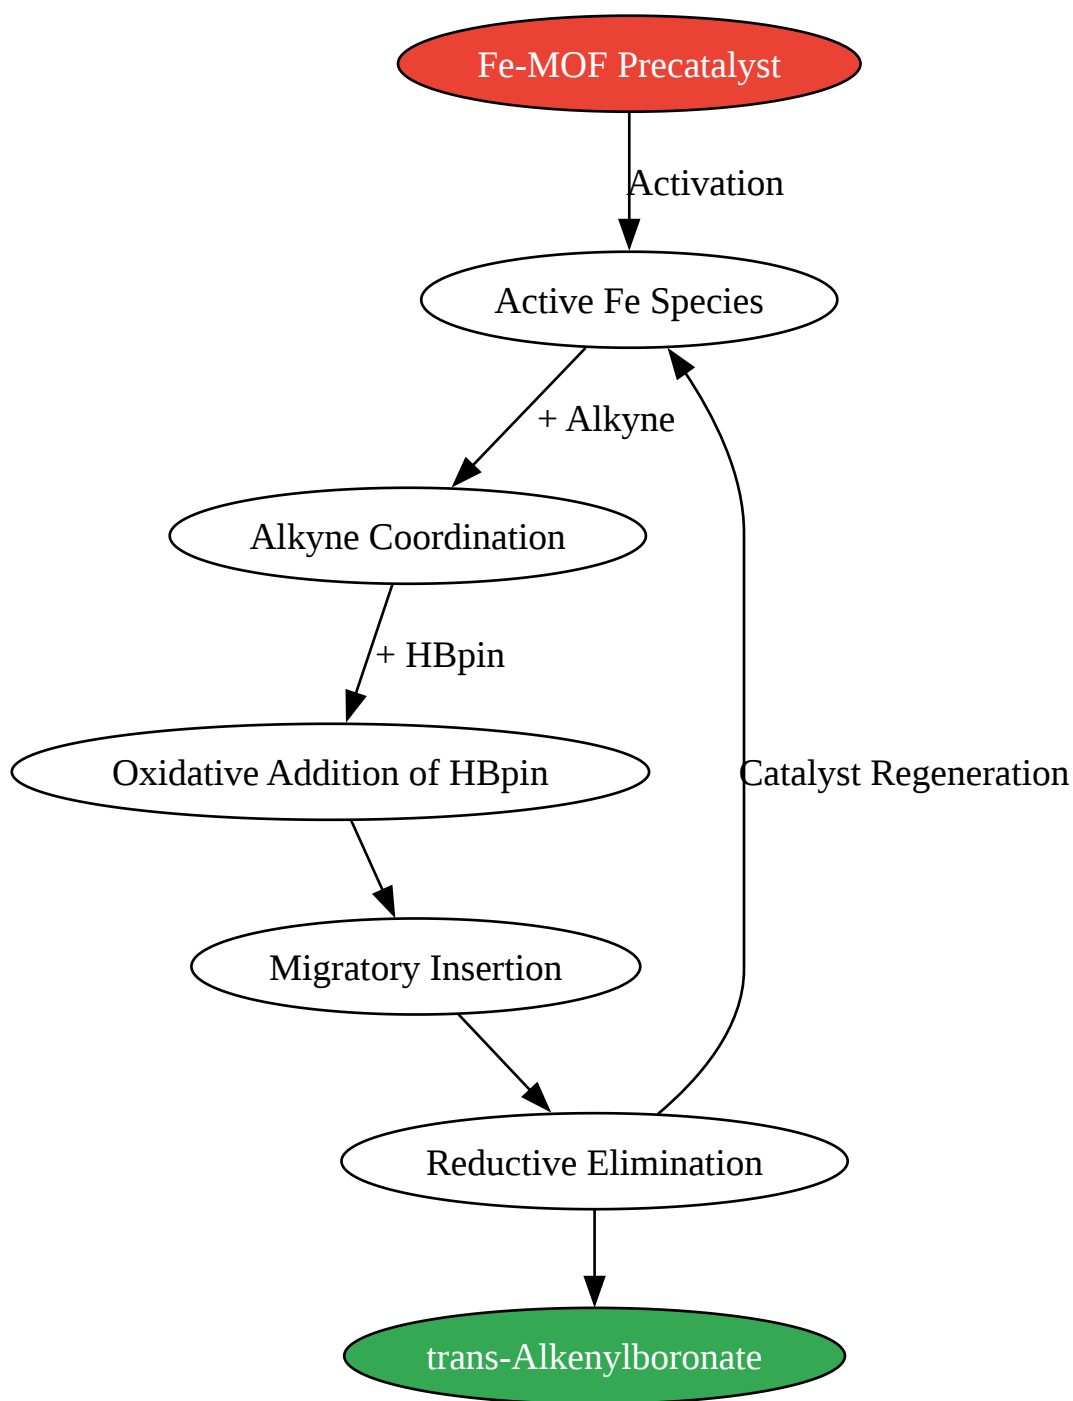 Fe-MOF Precatalyst
Activation
Active Fe Species
+ Alkyne
Alkyne Coordination
+ HBpin
Oxidative Addition of HBpin
Catalyst Regeneration
Migratory Insertion
Reductive Elimination
trans-Alkenylboronate